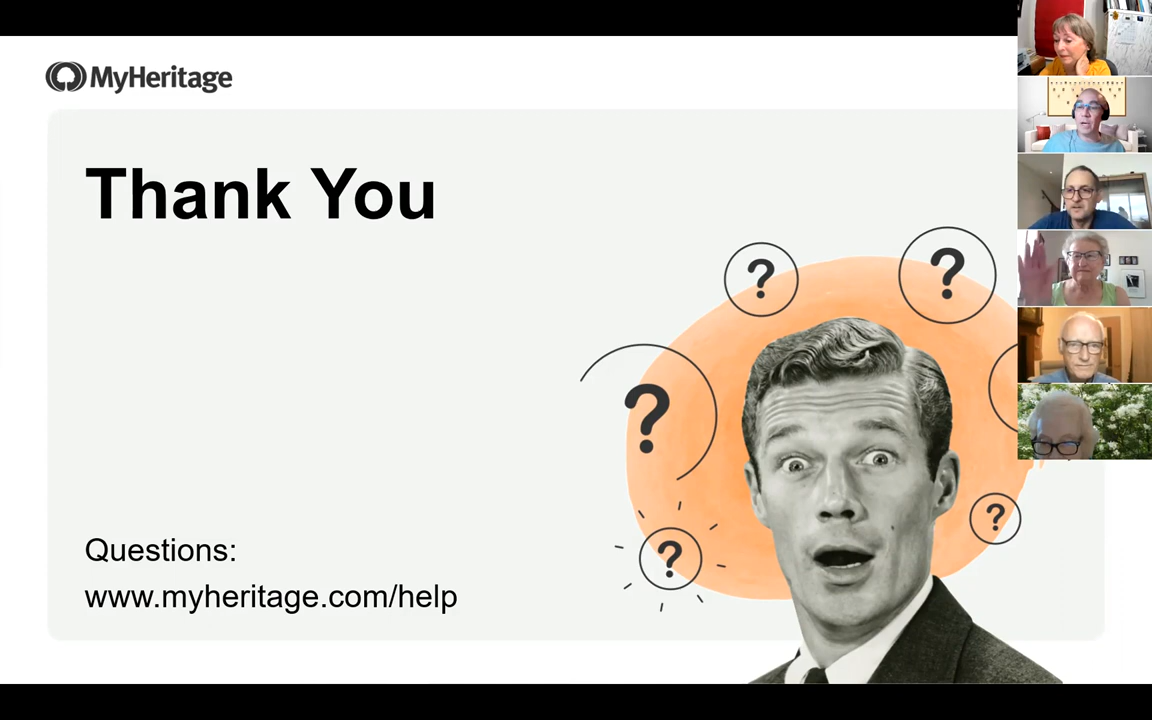 MyHeritage
Thank You
? ?
?
?
?
Questions:
www.myheritage.com/help